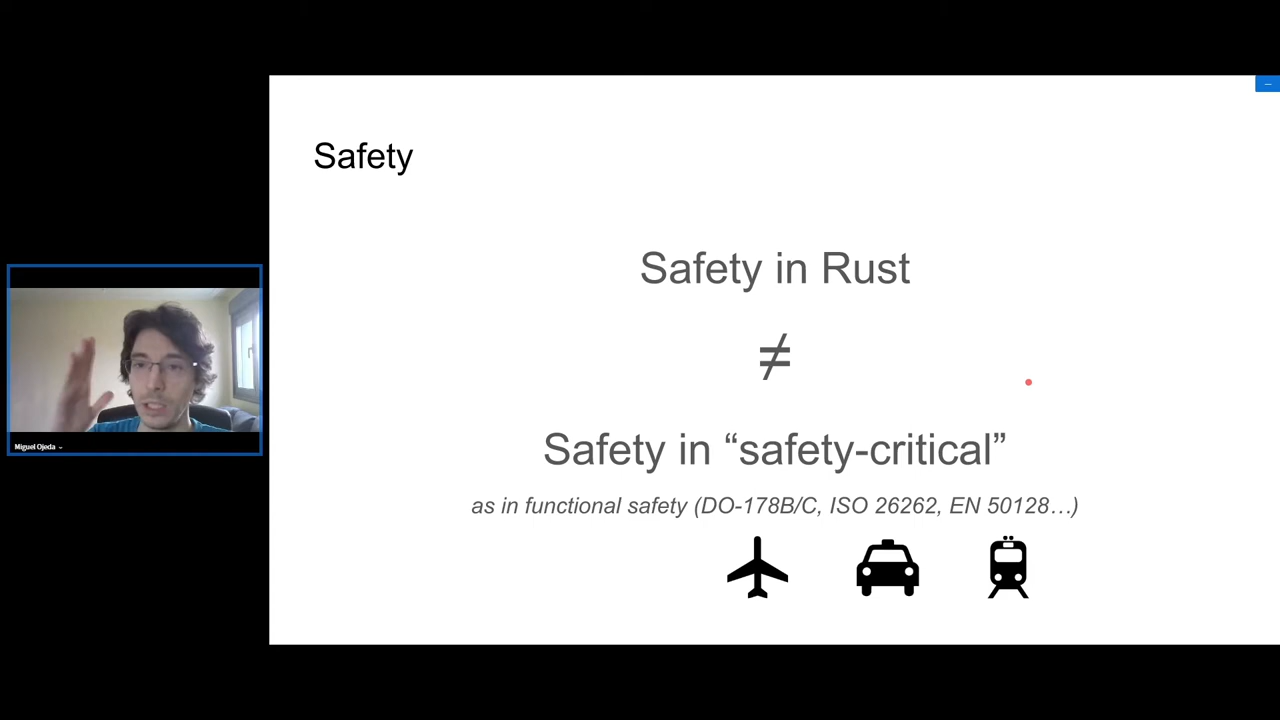 Safety
Safety in Rust
≠
Safety in “safety-critical”
as in functional safety (DO-178B/C, ISO 26262, EN 50128…)
Miguel Ojeda